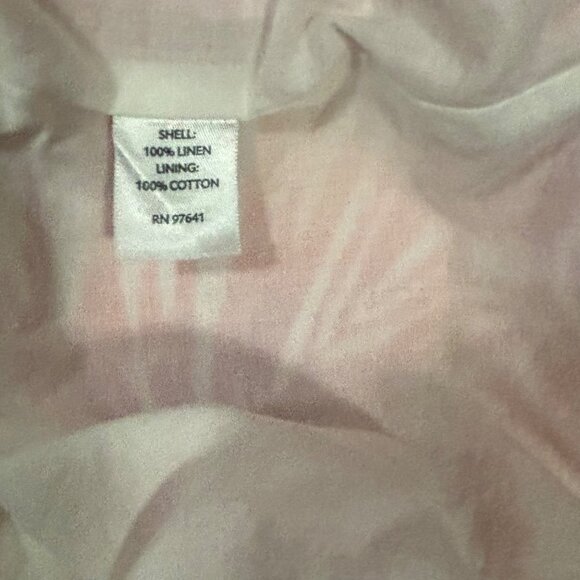 SHELL:
100% LINEN
LINING:
100% COTTON
RN 97641